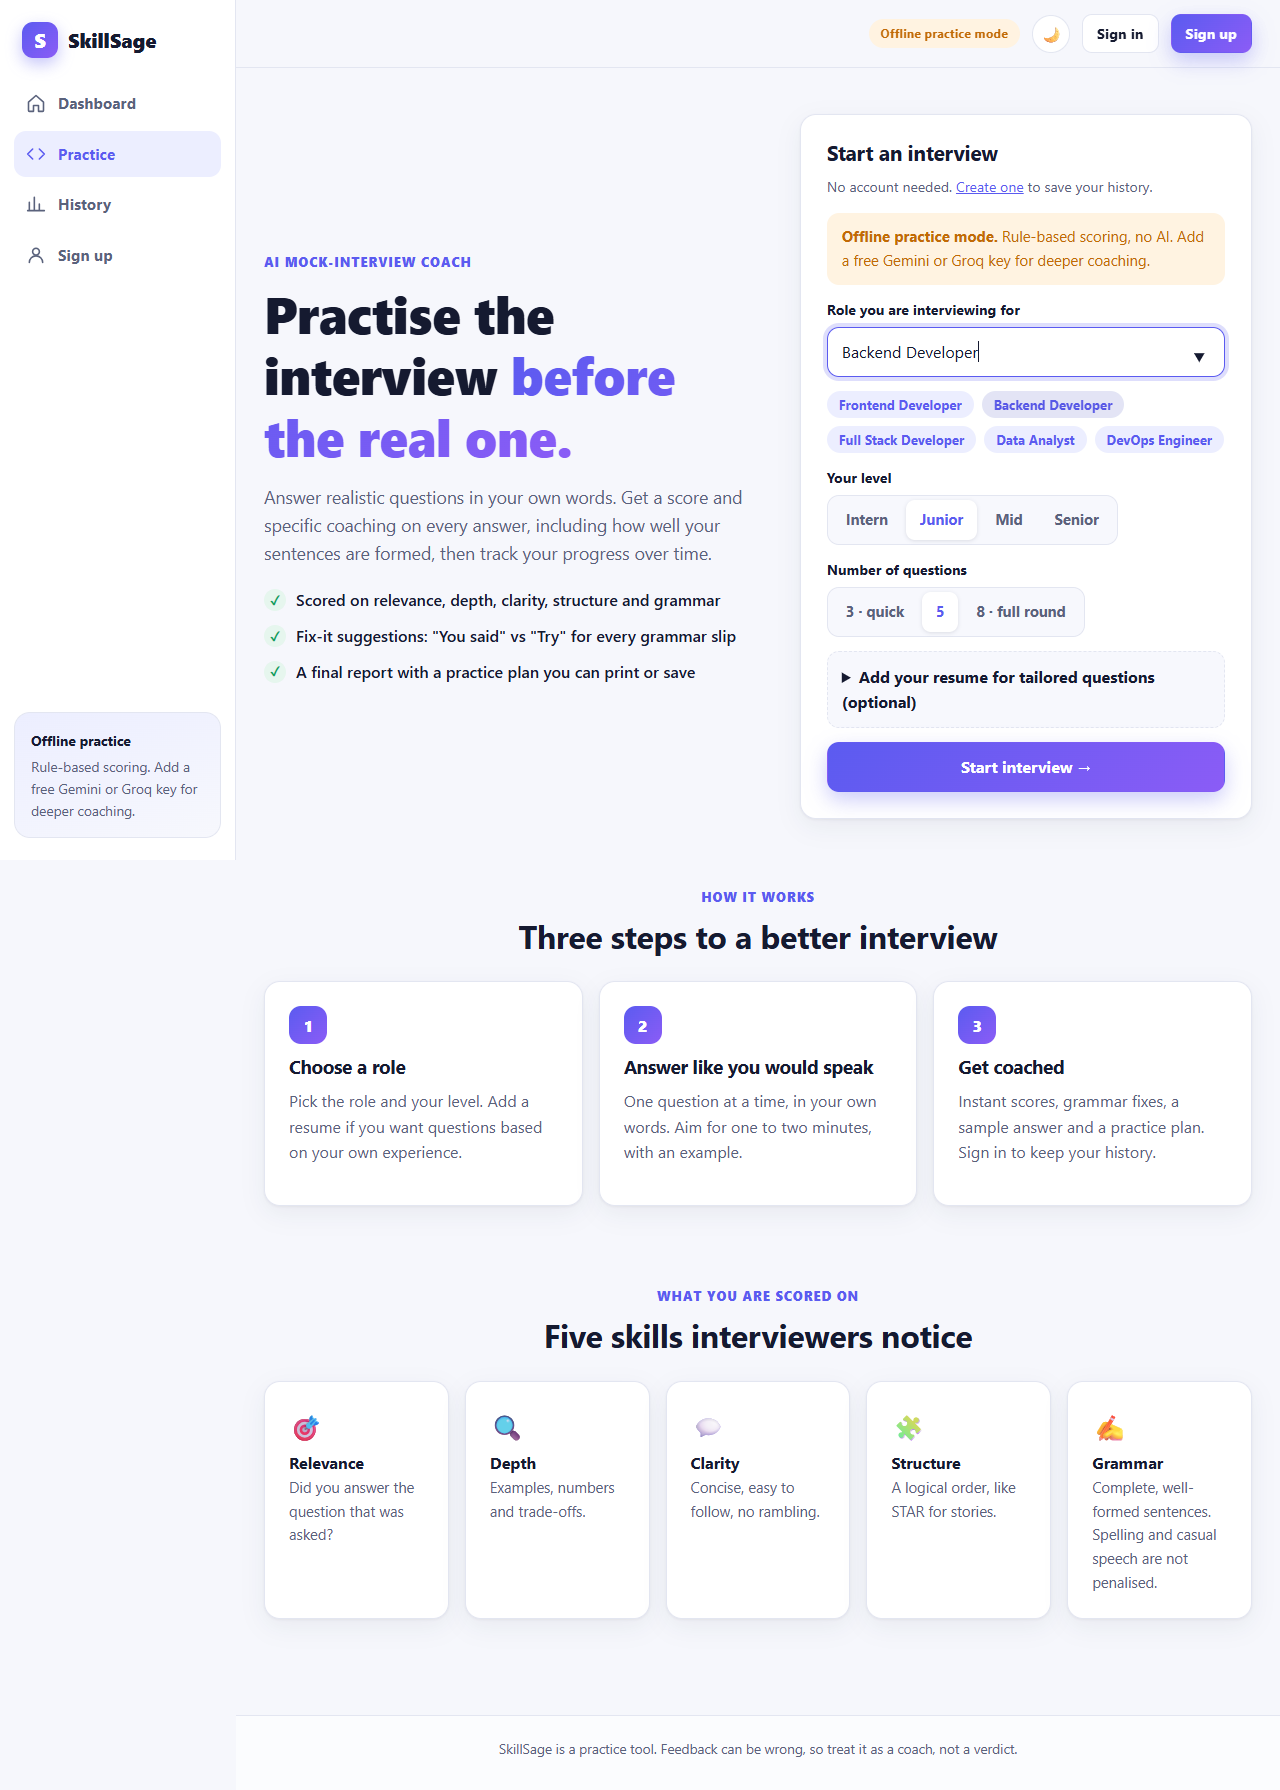 S SkillSage
Dashboard
Practice
History
Sign up
Offline practice
Rule-based scoring. Add a
free Gemini or Groq key for
deeper coaching.
Offline practice mode
Sign in
Sign up
AI MOCK-INTERVIEW COACH
Practise the
interview before
the real one.
Answer realistic questions in your own words. Get a score and
specific coaching on every answer, including how well your
sentences are formed, then track your progress over time.
✓ Scored on relevance, depth, clarity, structure and grammar
✓ Fix-it suggestions: "You said" vs "Try" for every grammar slip
✓ A final report with a practice plan you can print or save
Start an interview
No account needed. Create one to save your history.
Offline practice mode. Rule-based scoring, no AI. Add
a free Gemini or Groq key for deeper coaching.
Role you are interviewing for
Backend Developer
Frontend Developer Backend Developer
Full Stack Developer Data Analyst DevOps Engineer
Your level
Intern Junior Mid Senior
Number of questions
3 · quick 5 8 · full round
▶ Add your resume for tailored questions
(optional)
Start interview →
HOW IT WORKS
Three steps to a better interview
1
Choose a role
Pick the role and your level. Add a
resume if you want questions based
on your own experience.
2
Answer like you would speak
One question at a time, in your own
words. Aim for one to two minutes,
with an example.
3
Get coached
Instant scores, grammar fixes, a
sample answer and a practice plan.
Sign in to keep your history.
WHAT YOU ARE SCORED ON
Five skills interviewers notice
Relevance
Did you answer the
question that was
asked?
Depth
Examples, numbers
and trade-offs.
Clarity
Concise, easy to
follow, no rambling.
Structure
A logical order, like
STAR for stories.
Grammar
Complete, well-
formed sentences.
Spelling and casual
speech are not
penalised.
SkillSage is a practice tool. Feedback can be wrong, so treat it as a coach, not a verdict.